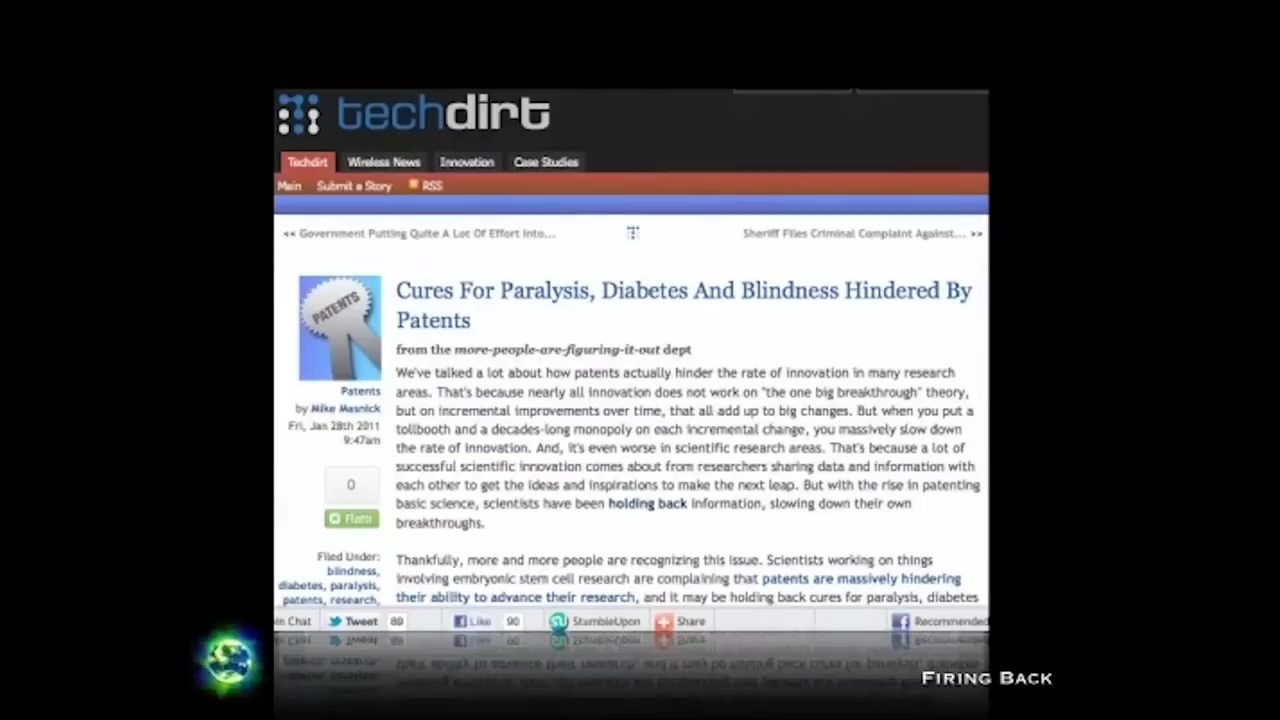 techdirt
Techdirt Wireless News Innovation Case Studies
Main Submit a Story RSS
<< Government Putting Quite A Lot Of Effort Into...
Sheriff Files Criminal Complaint Against... >>
PATENTS
Patents
by Mike Masnick
Fri, Jan 28th 2011
9:47am
0
Flattr
Filed Under:
blindness,
diabetes, paralysis,
patents, research,
Cures For Paralysis, Diabetes And Blindness Hindered By
Patents
from the more-people-are-figuring-it-out dept
We've talked a lot about how patents actually hinder the rate of innovation in many research
areas. That's because nearly all innovation does not work on "the one big breakthrough" theory,
but on incremental improvements over time, that all add up to big changes. But when you put a
tollbooth and a decades-long monopoly on each incremental change, you massively slow down
the rate of innovation. And, it's even worse in scientific research areas. That's because a lot of
successful scientific innovation comes about from researchers sharing data and information with
each other to get the ideas and inspirations to make the next leap. But with the rise in patenting
basic science, scientists have been holding back information, slowing down their own
breakthroughs.
Thankfully, more and more people are recognizing this issue. Scientists working on things
involving embryonic stem cell research are complaining that patents are massively hindering
their ability to advance their research, and it may be holding back cures for paralysis, diabetes
in Chat Tweet 89 Like 90 StumbleUpon Share Recommended
Firing Back